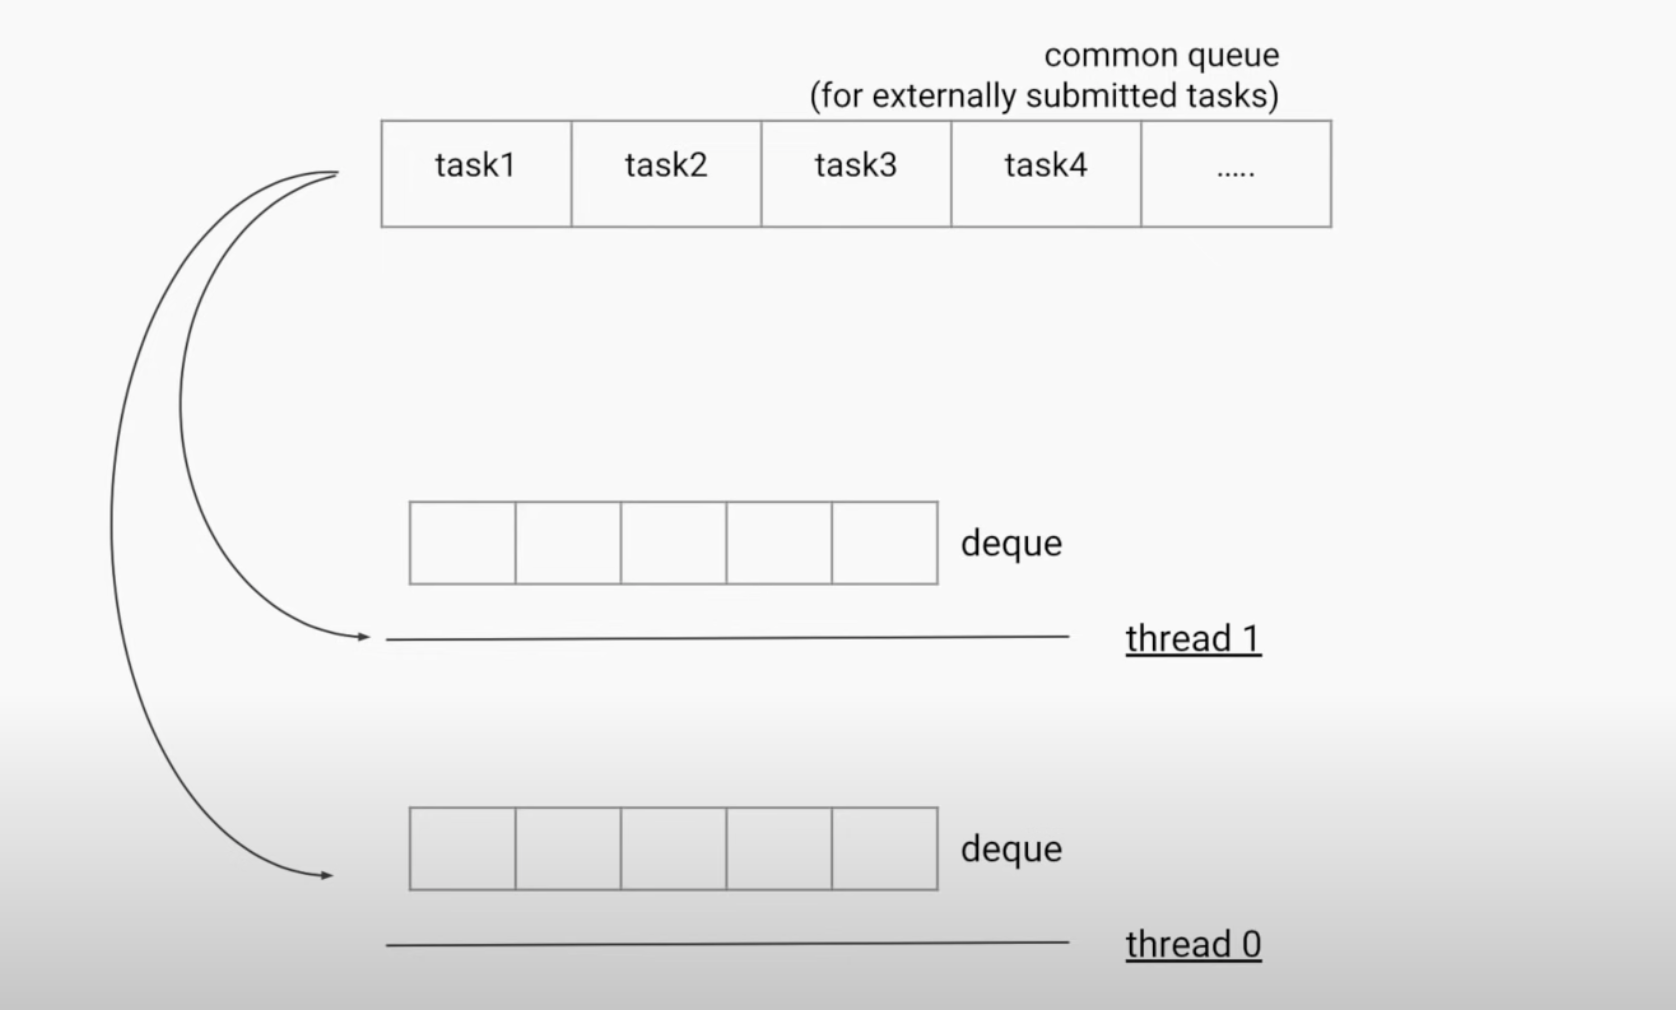 common queue
(for externally submitted tasks)
task1 task2 task3 task4 .....
deque
thread 1
deque
thread 0